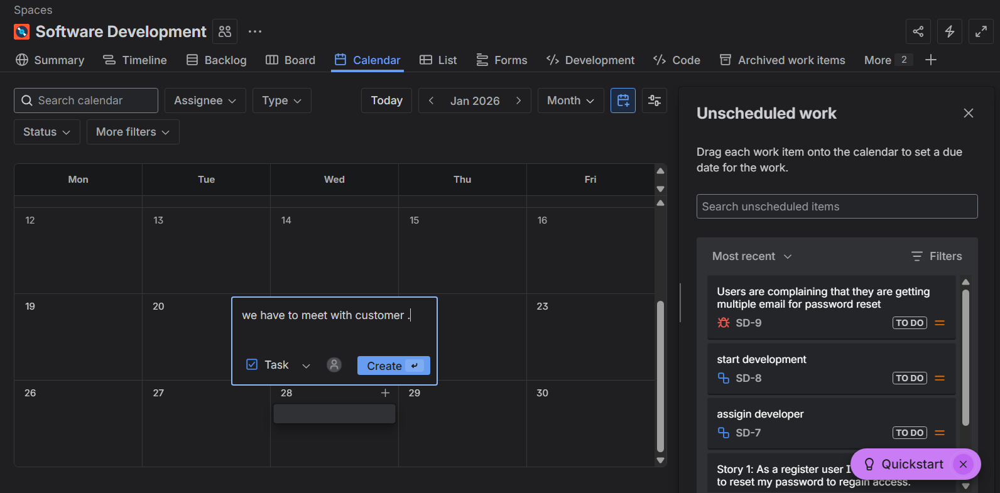 Spaces
Software Development
Summary Timeline Backlog Board Calendar List Forms Development Code Archived work items More 2
Search calendar Assignee Type Today Jan 2026 Month
Status More filters
Mon Tue Wed Thu Fri
12 13 14 15 16
19 20 23
we have to meet with customer .
Task Create
26 27 28 29 30
Unscheduled work
Drag each work item onto the calendar to set a due
date for the work.
Search unscheduled items
Most recent Filters
Users are complaining that they are getting
multiple email for password reset
SD-9 TO DO
start development
SD-8 TO DO
assigin developer
SD-7 TO DO
Story 1: As a register user I
to reset my password to regain access.
Quickstart